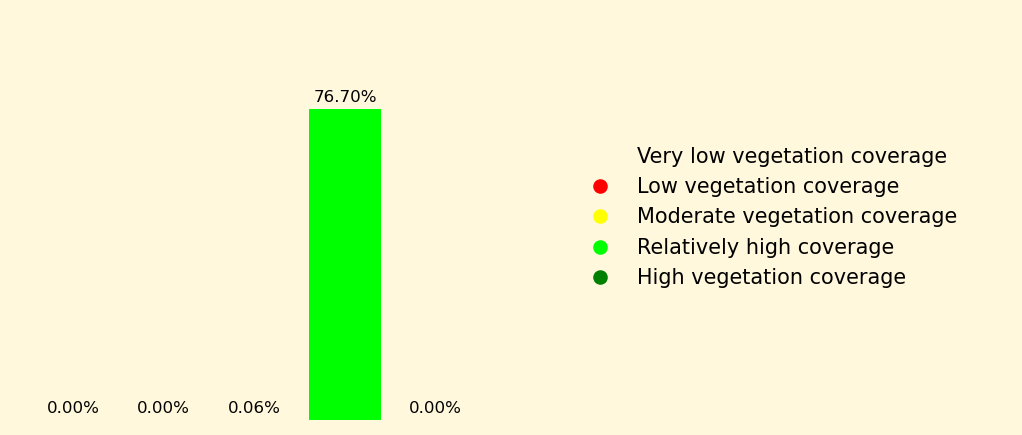 76.70%
0.00%
0.00%
0.06%
0.00%
Very low vegetation coverage
Low vegetation coverage
Moderate vegetation coverage
Relatively high coverage
High vegetation coverage